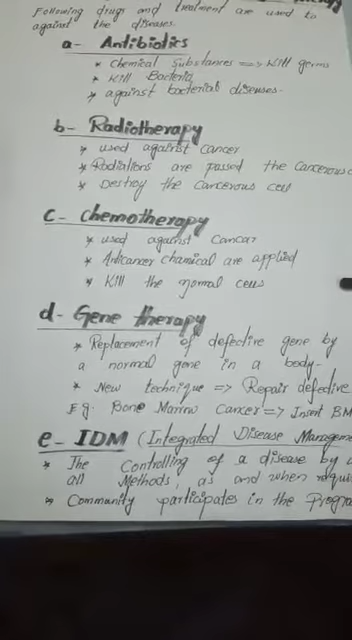 Following drugs and treatment are used to
against the diseases.
a- Antibiotics
* Chemical Substances ==> Kill germs
* Kill Bacteria
* against bacterial diseases-
b- Radiotherapy
* used against cancer
* Radiations are passed the Cancerous
* Destroy the cancerous cell
c- Chemotherapy
* used against Cancar
* Anticancer chemical are applied
* Kill the normal cells
d- Gene therapy
* Replacement of defective gene by
a normal gene in a body-
* New technique => Repair defective
Eg: Bone Marrow Cancer => Insert BM
e- IDM (Integrated Disease Manageme
* The Controlling of a disease by
all Methods, as and when requi
* Community participates in the Progra